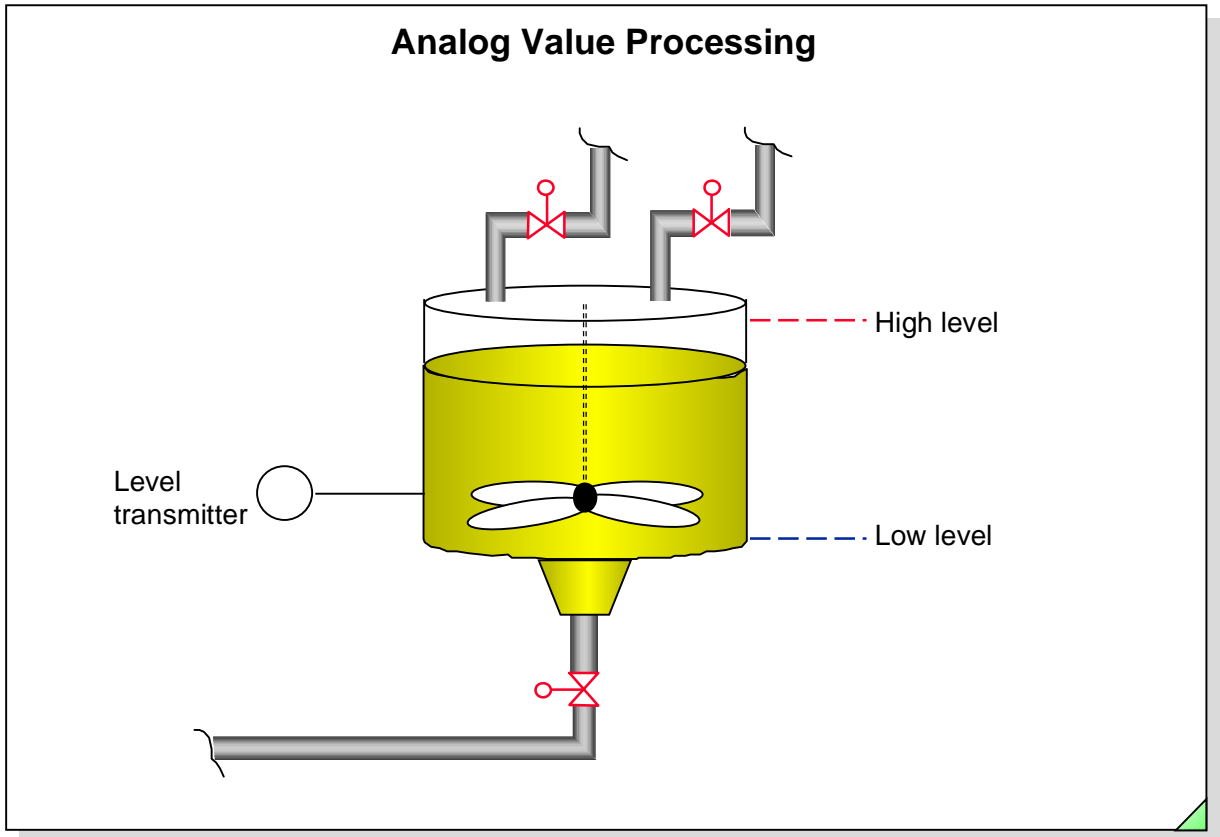 Analog Value Processing
High level
Level
transmitter
Low level